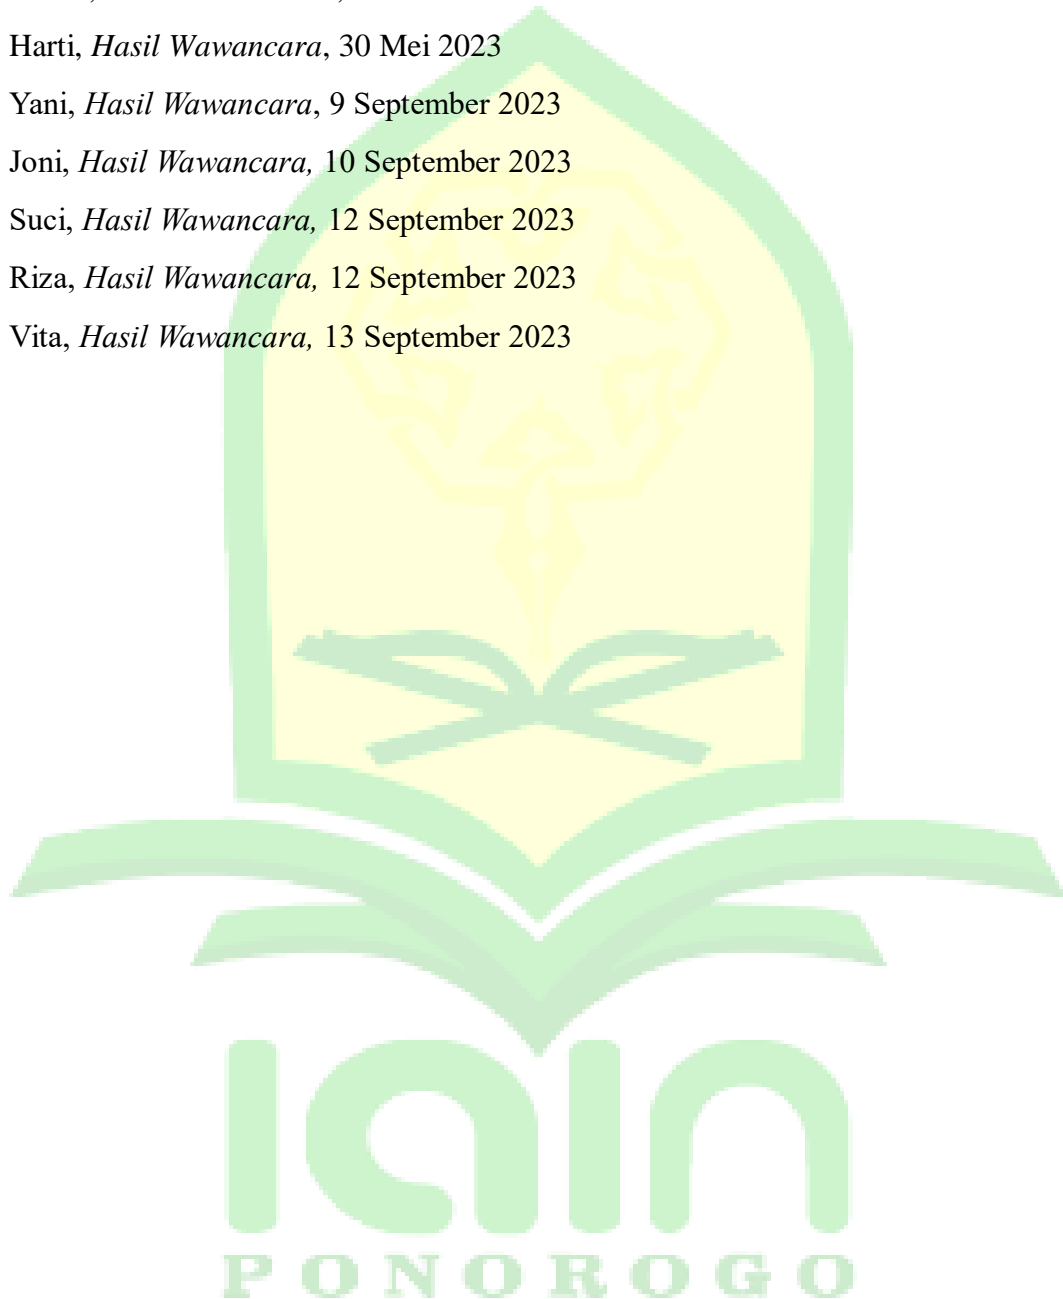 Harti, Hasil Wawancara, 30 Mei 2023
Yani, Hasil Wawancara, 9 September 2023
Joni, Hasil Wawancara, 10 September 2023
Suci, Hasil Wawancara, 12 September 2023
Riza, Hasil Wawancara, 12 September 2023
Vita, Hasil Wawancara, 13 September 2023
iain
PONOROGO